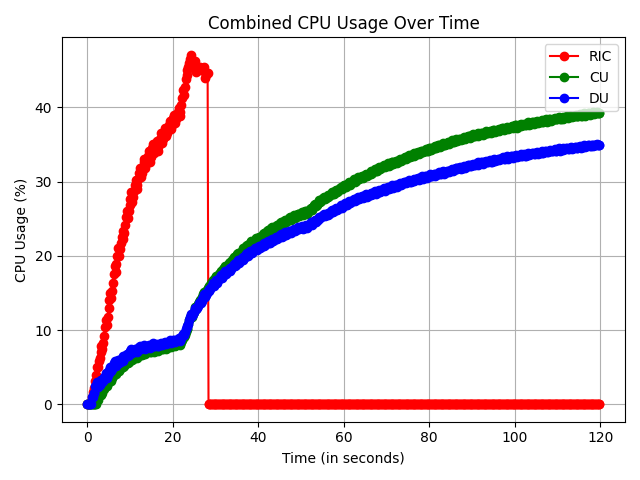 Combined CPU Usage Over Time
RIC
CU
DU
CPU Usage (%)
40
30
20
10
0
0 20 40 60 80 100 120
Time (in seconds)